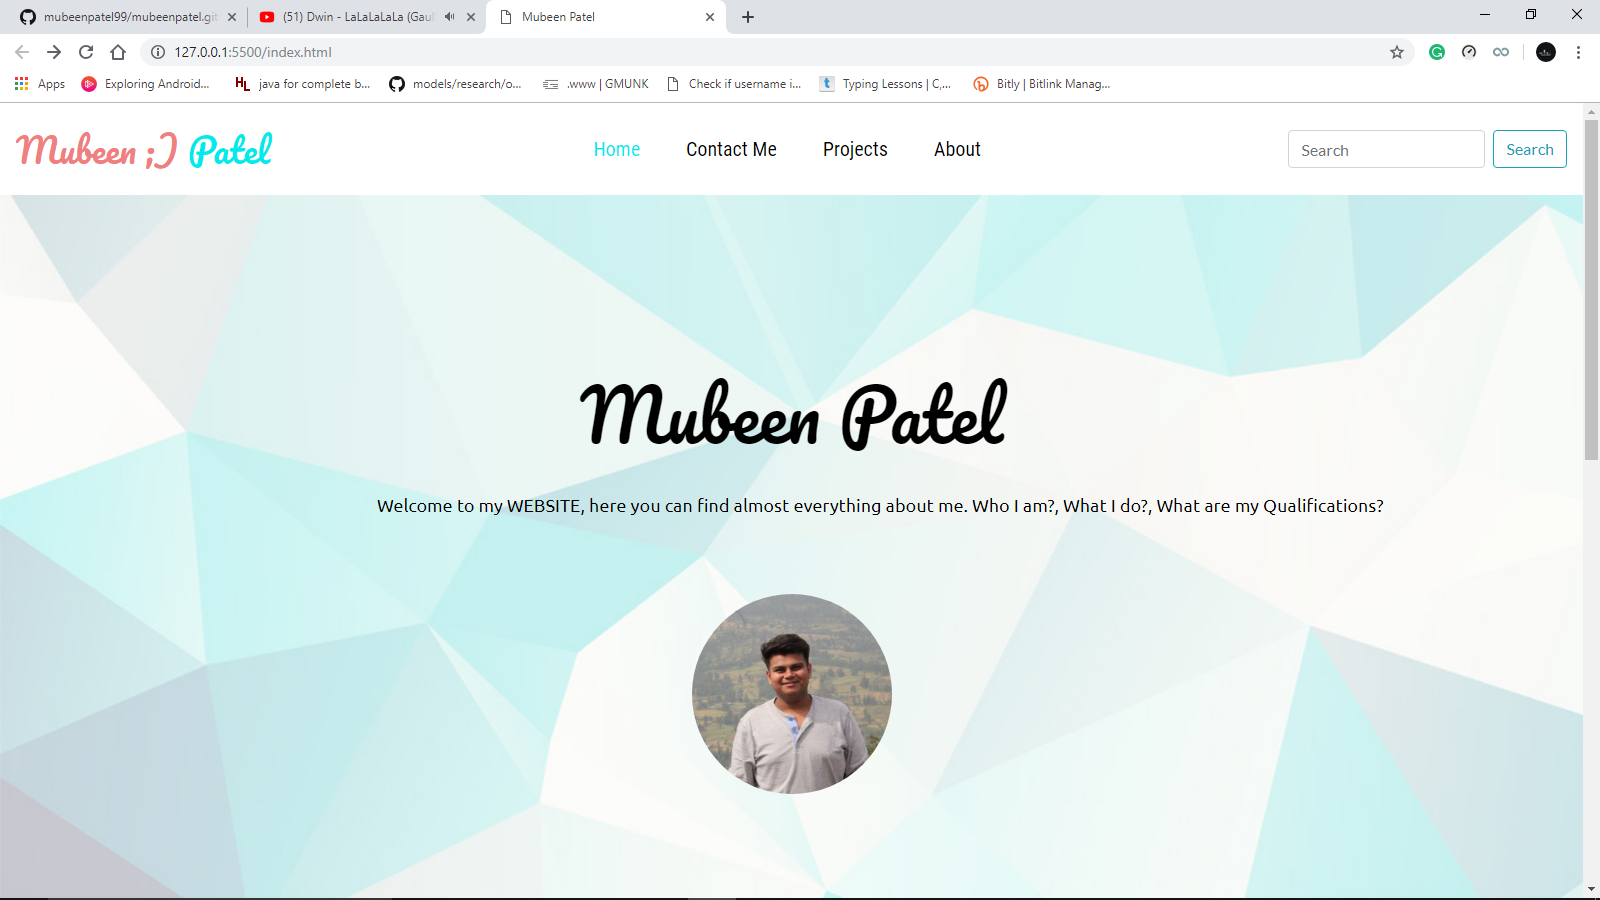 mubeenpatel99/mubeenpatel.git
(51) Dwin - LaLaLaLaLa (Gau
Mubeen Patel
127.0.0.1:5500/index.html
Apps
Exploring Android...
java for complete b...
models/research/o...
.www | GMUNK
Check if username i...
Typing Lessons | C,...
Bitly | Bitlink Manag...
Mubeen ;) Patel
Home
Contact Me
Projects
About
Search
Search
Mubeen Patel
Welcome to my WEBSITE, here you can find almost everything about me. Who I am?, What I do?, What are my Qualifications?